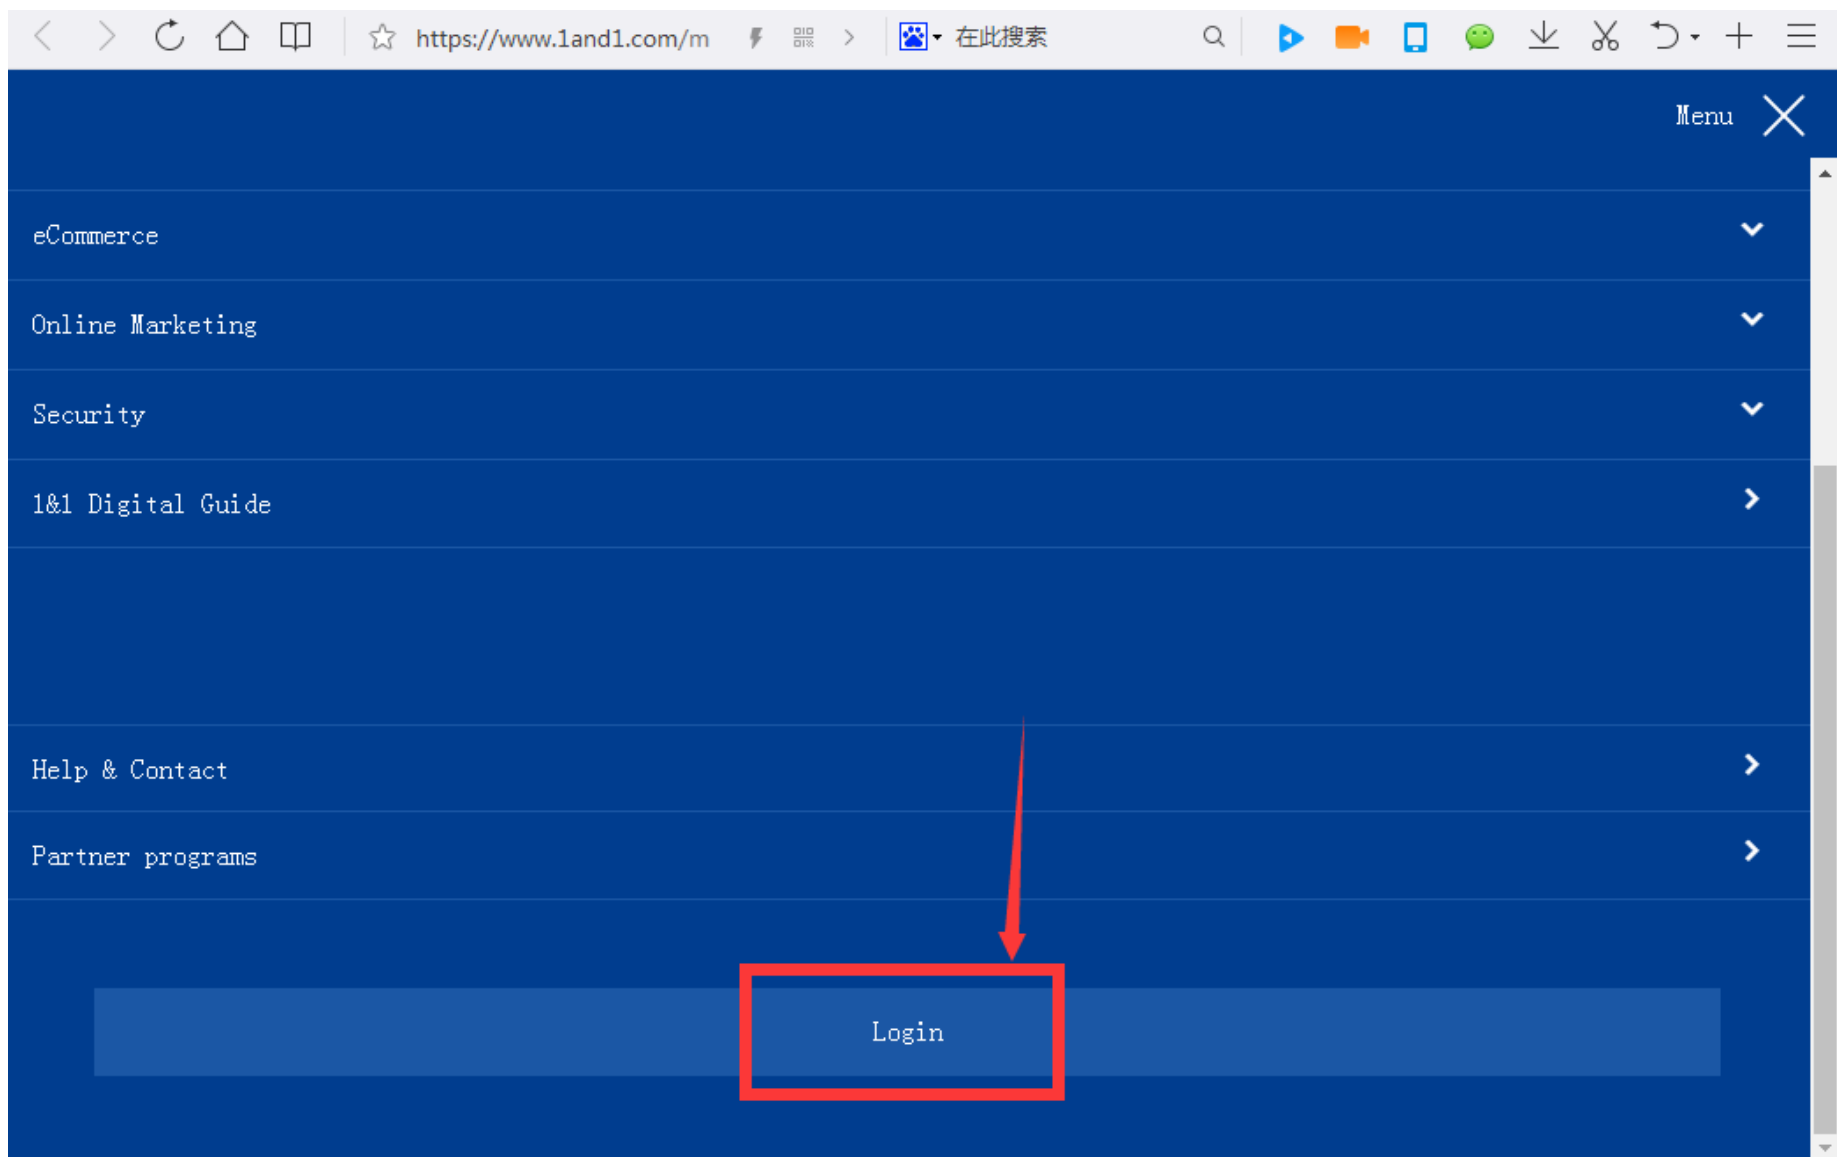 https://www.1and1.com/m
在此搜索
Menu
eCommerce
Online Marketing
Security
1&1 Digital Guide
Help & Contact
Partner programs
Login